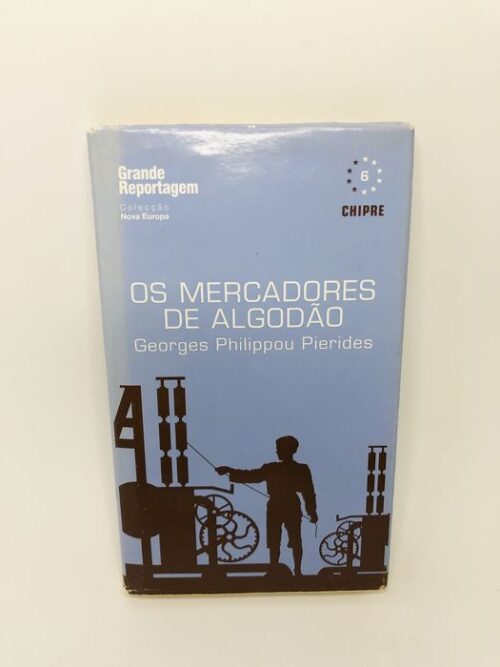 Grande
Reportagem
Colecção
Nova Europa
6
CHIPRE
OS MERCADORES
DE ALGODÃO
Georges Philippou Pierides